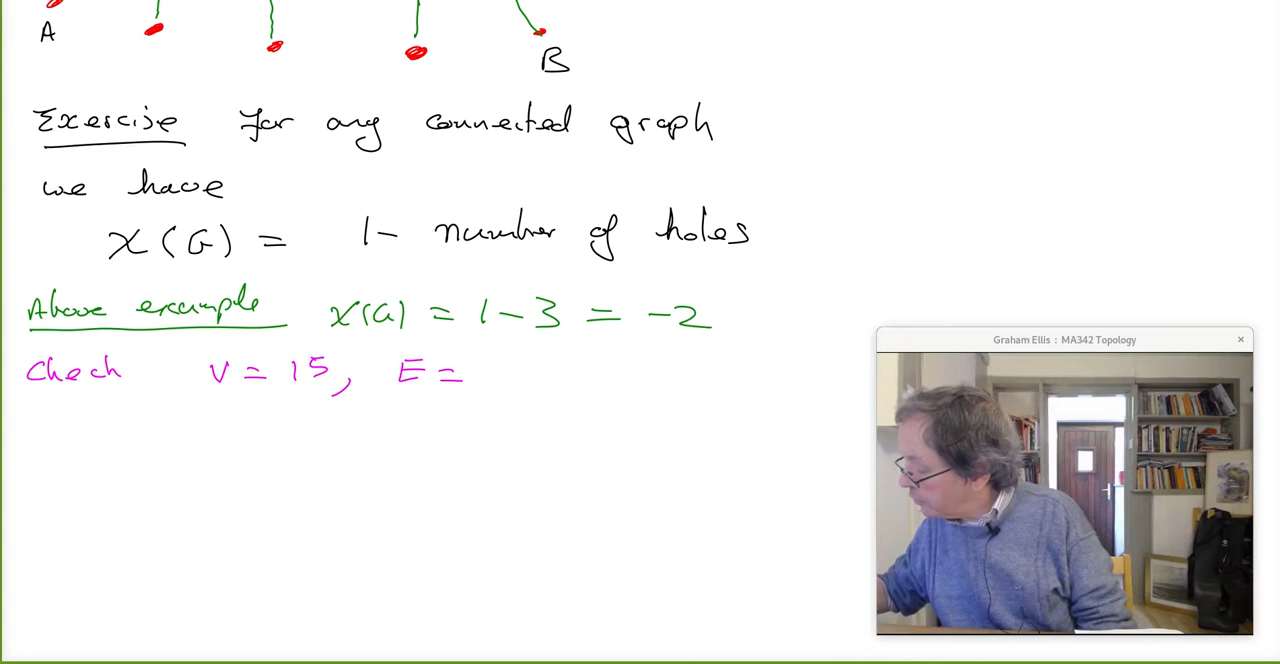 A
B
Exercise for any connected graph
we have
χ(G) = 1 - number of holes
Above example χ(G) = 1 - 3 = -2
Check V = 15, E =
Graham Ellis : MA342 Topology ×